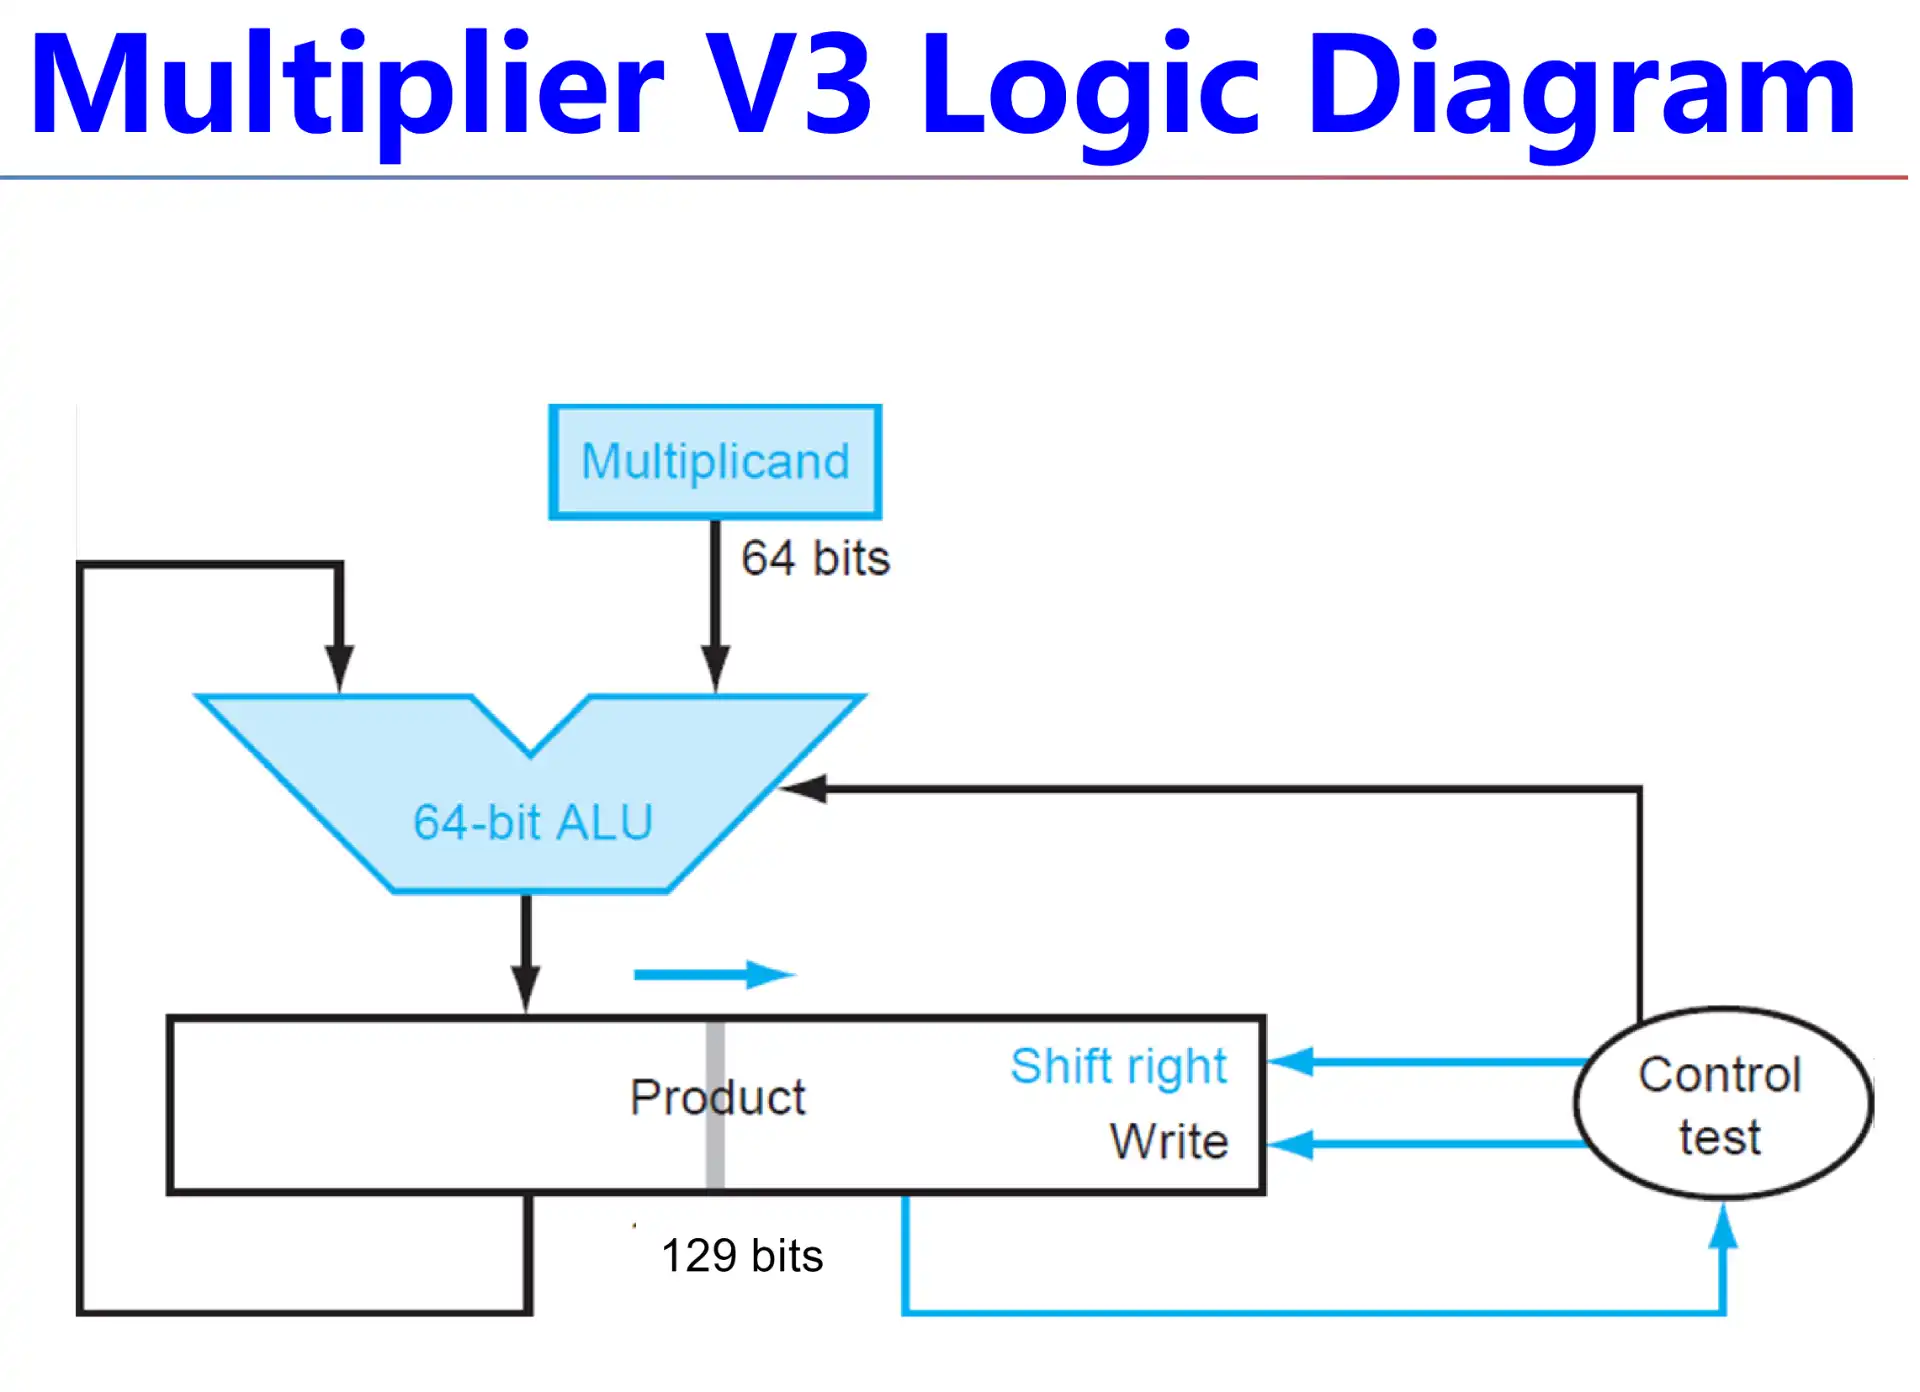 Multiplier V3 Logic Diagram
Multiplicand
64 bits
64-bit ALU
Product
Shift right
Write
Control
test
129 bits